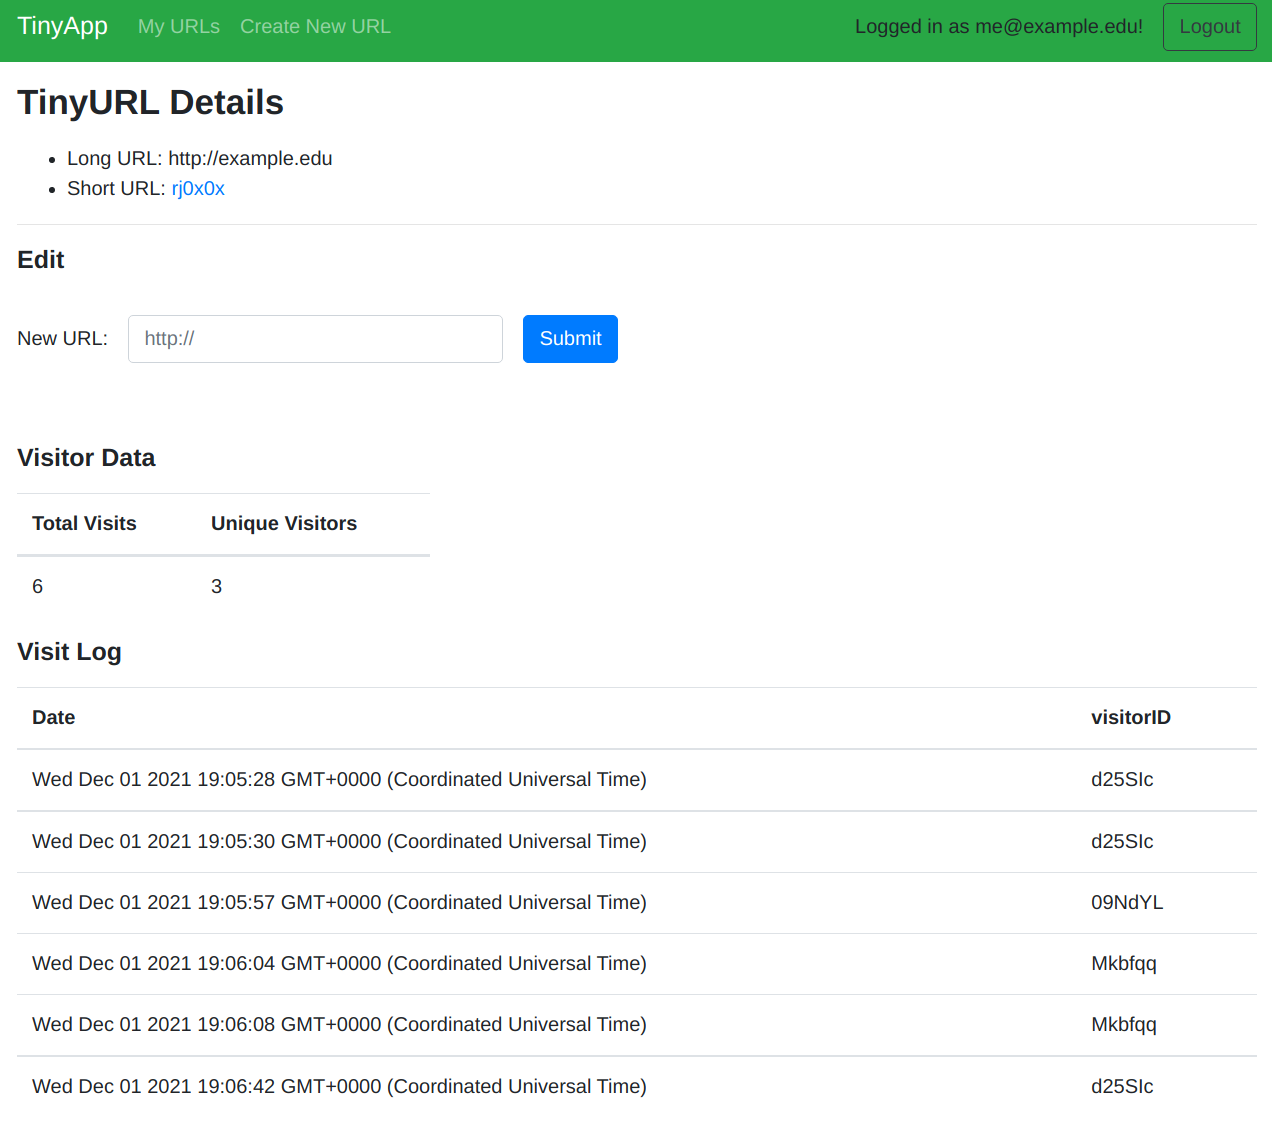 TinyApp My URLs Create New URL Logged in as me@example.edu! Logout
TinyURL Details
Long URL: http://example.edu
Short URL: rj0x0x
Edit
New URL: http:// Submit
Visitor Data
Total Visits Unique Visitors
6 3
Visit Log
Date visitorID
Wed Dec 01 2021 19:05:28 GMT+0000 (Coordinated Universal Time) d25SIc
Wed Dec 01 2021 19:05:30 GMT+0000 (Coordinated Universal Time) d25SIc
Wed Dec 01 2021 19:05:57 GMT+0000 (Coordinated Universal Time) 09NdYL
Wed Dec 01 2021 19:06:04 GMT+0000 (Coordinated Universal Time) Mkbfqq
Wed Dec 01 2021 19:06:08 GMT+0000 (Coordinated Universal Time) Mkbfqq
Wed Dec 01 2021 19:06:42 GMT+0000 (Coordinated Universal Time) d25SIc